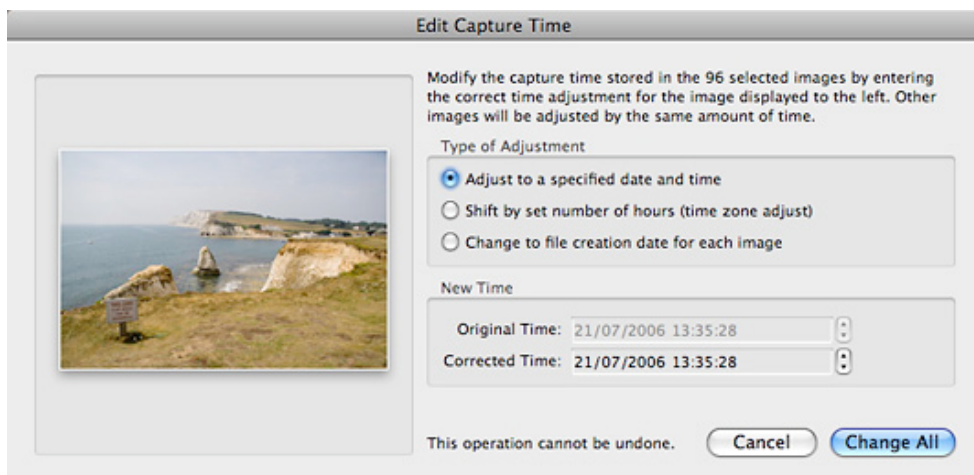 Edit Capture Time
Modify the capture time stored in the 96 selected images by entering
the correct time adjustment for the image displayed to the left. Other
images will be adjusted by the same amount of time.
Type of Adjustment
Adjust to a specified date and time
Shift by set number of hours (time zone adjust)
Change to file creation date for each image
New Time
Original Time: 21/07/2006 13:35:28
Corrected Time: 21/07/2006 13:35:28
This operation cannot be undone. Cancel Change All